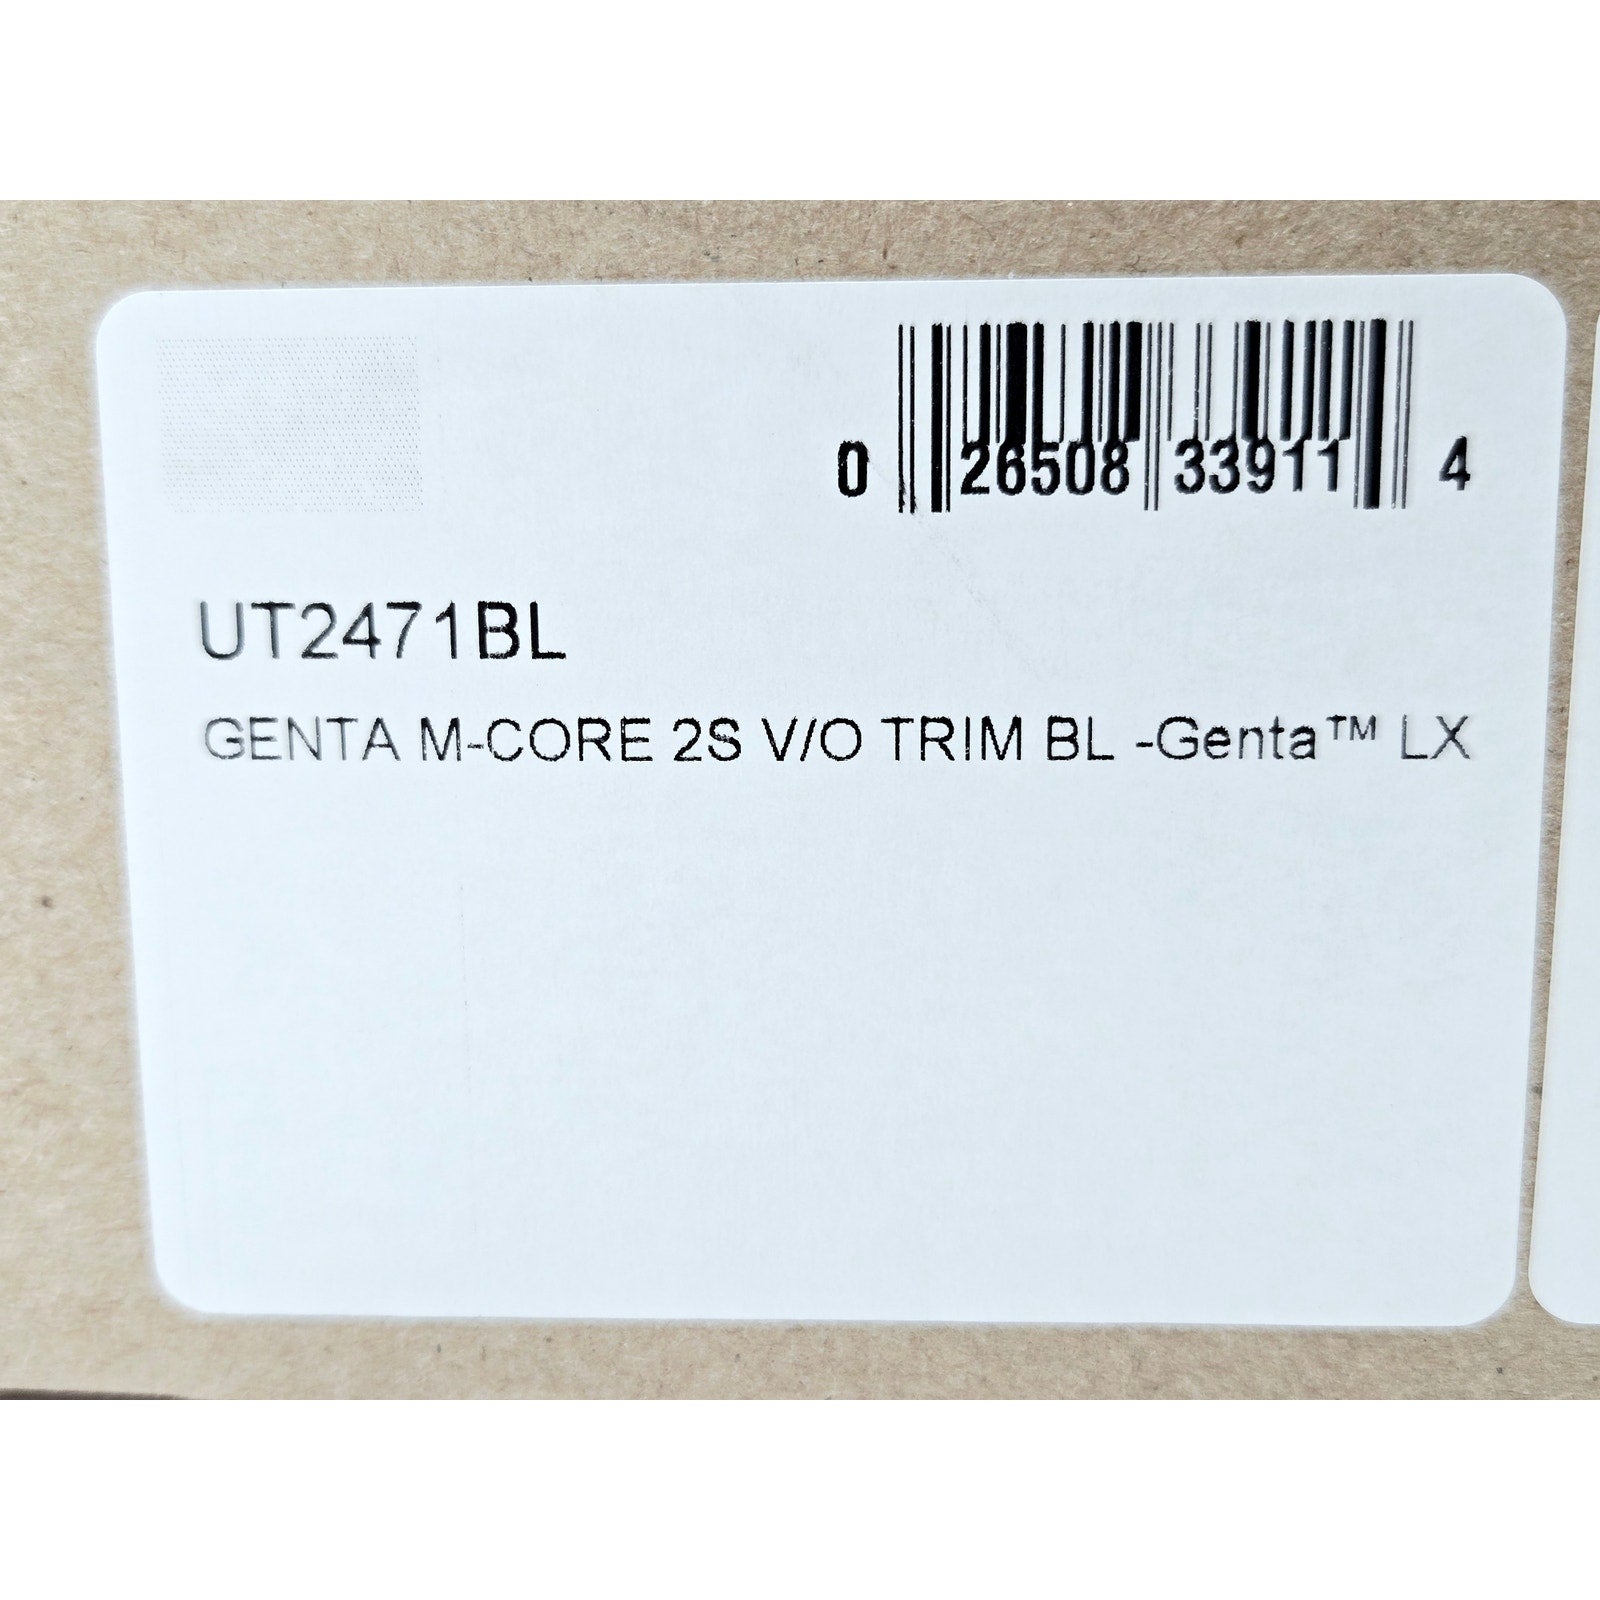 0 26508 33911 4
UT2471BL
GENTA M-CORE 2S V/O TRIM BL -Genta™ LX